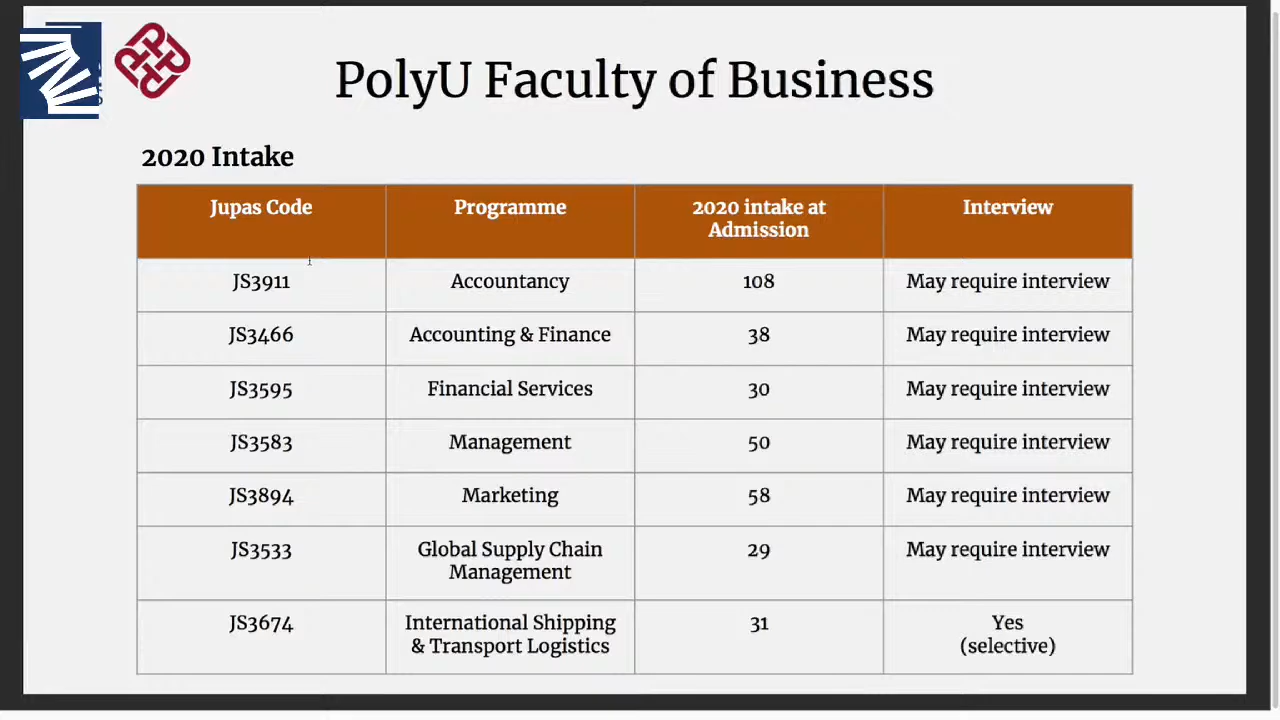 PolyU Faculty of Business
2020 Intake
Jupas Code
Programme
2020 intake at
Admission
Interview
JS3911
Accountancy
108
May require interview
JS3466
Accounting & Finance
38
May require interview
JS3595
Financial Services
30
May require interview
JS3583
Management
50
May require interview
JS3894
Marketing
58
May require interview
JS3533
Global Supply Chain
Management
29
May require interview
JS3674
International Shipping
& Transport Logistics
31
Yes
(selective)